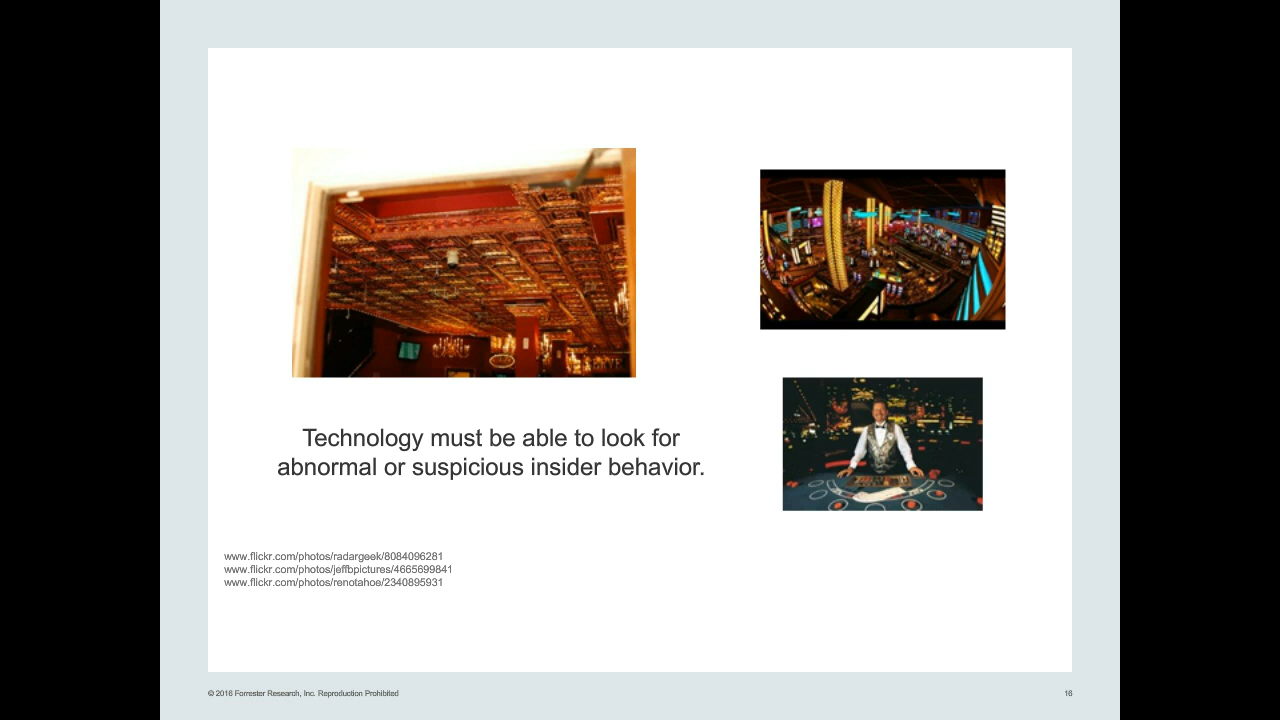 Technology must be able to look for
abnormal or suspicious insider behavior.
www.flickr.com/photos/radargeek/8084096281
www.flickr.com/photos/jeffbpictures/4665699841
www.flickr.com/photos/renotahoe/2340895931
© 2016 Forrester Research, Inc. Reproduction Prohibited
16